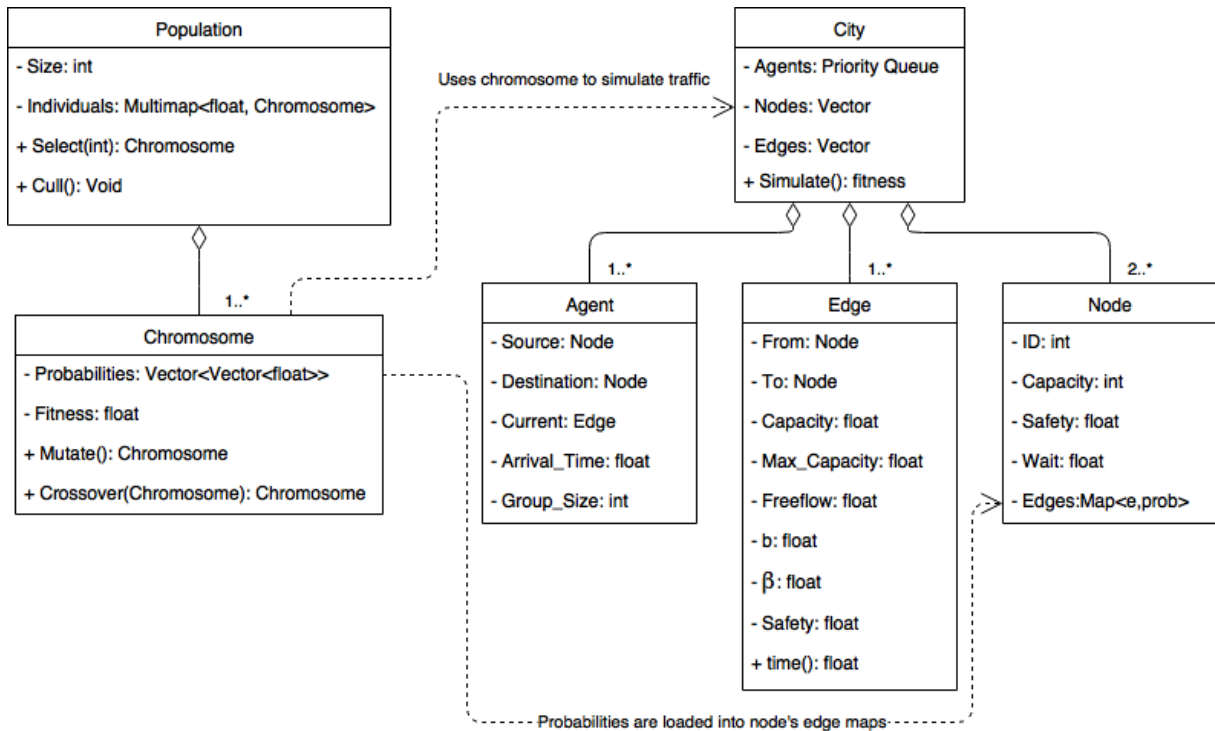 Population
- Size: int
- Individuals: Multimap<float, Chromosome>
+ Select(int): Chromosome
+ Cull(): Void
Uses chromosome to simulate traffic
City
- Agents: Priority Queue
- Nodes: Vector
- Edges: Vector
+ Simulate(): fitness
1..*
1..*
1..*
2..*
Chromosome
- Probabilities: Vector<Vector<float>>
- Fitness: float
+ Mutate(): Chromosome
+ Crossover(Chromosome): Chromosome
Agent
- Source: Node
- Destination: Node
- Current: Edge
- Arrival_Time: float
- Group_Size: int
Edge
- From: Node
- To: Node
- Capacity: float
- Max_Capacity: float
- Freeflow: float
- b: float
- β: float
- Safety: float
+ time(): float
Node
- ID: int
- Capacity: int
- Safety: float
- Wait: float
- Edges:Map<e,prob>
Probabilities are loaded into node's edge maps